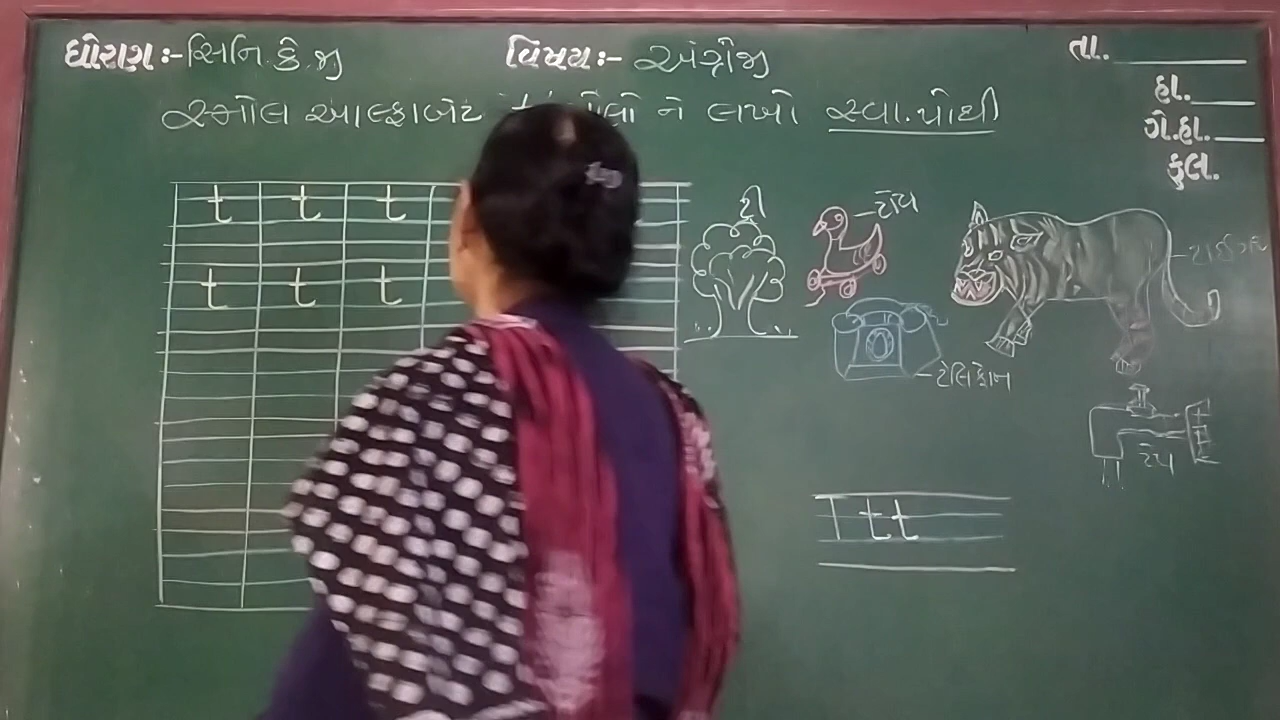 ધોરણ :- સિનિ. કે. જી
વિષય :- અંગ્રેજી
તા.
હા.
ગે.હા.
કુલ.
સ્મોલ આલ્ફાબેટ બોલો ને લખો સ્વા.પોથી
t t t
t t t
ટ્રી
ટોય
ટાઈગર
ટેલિફોન
ટેપ
T t t